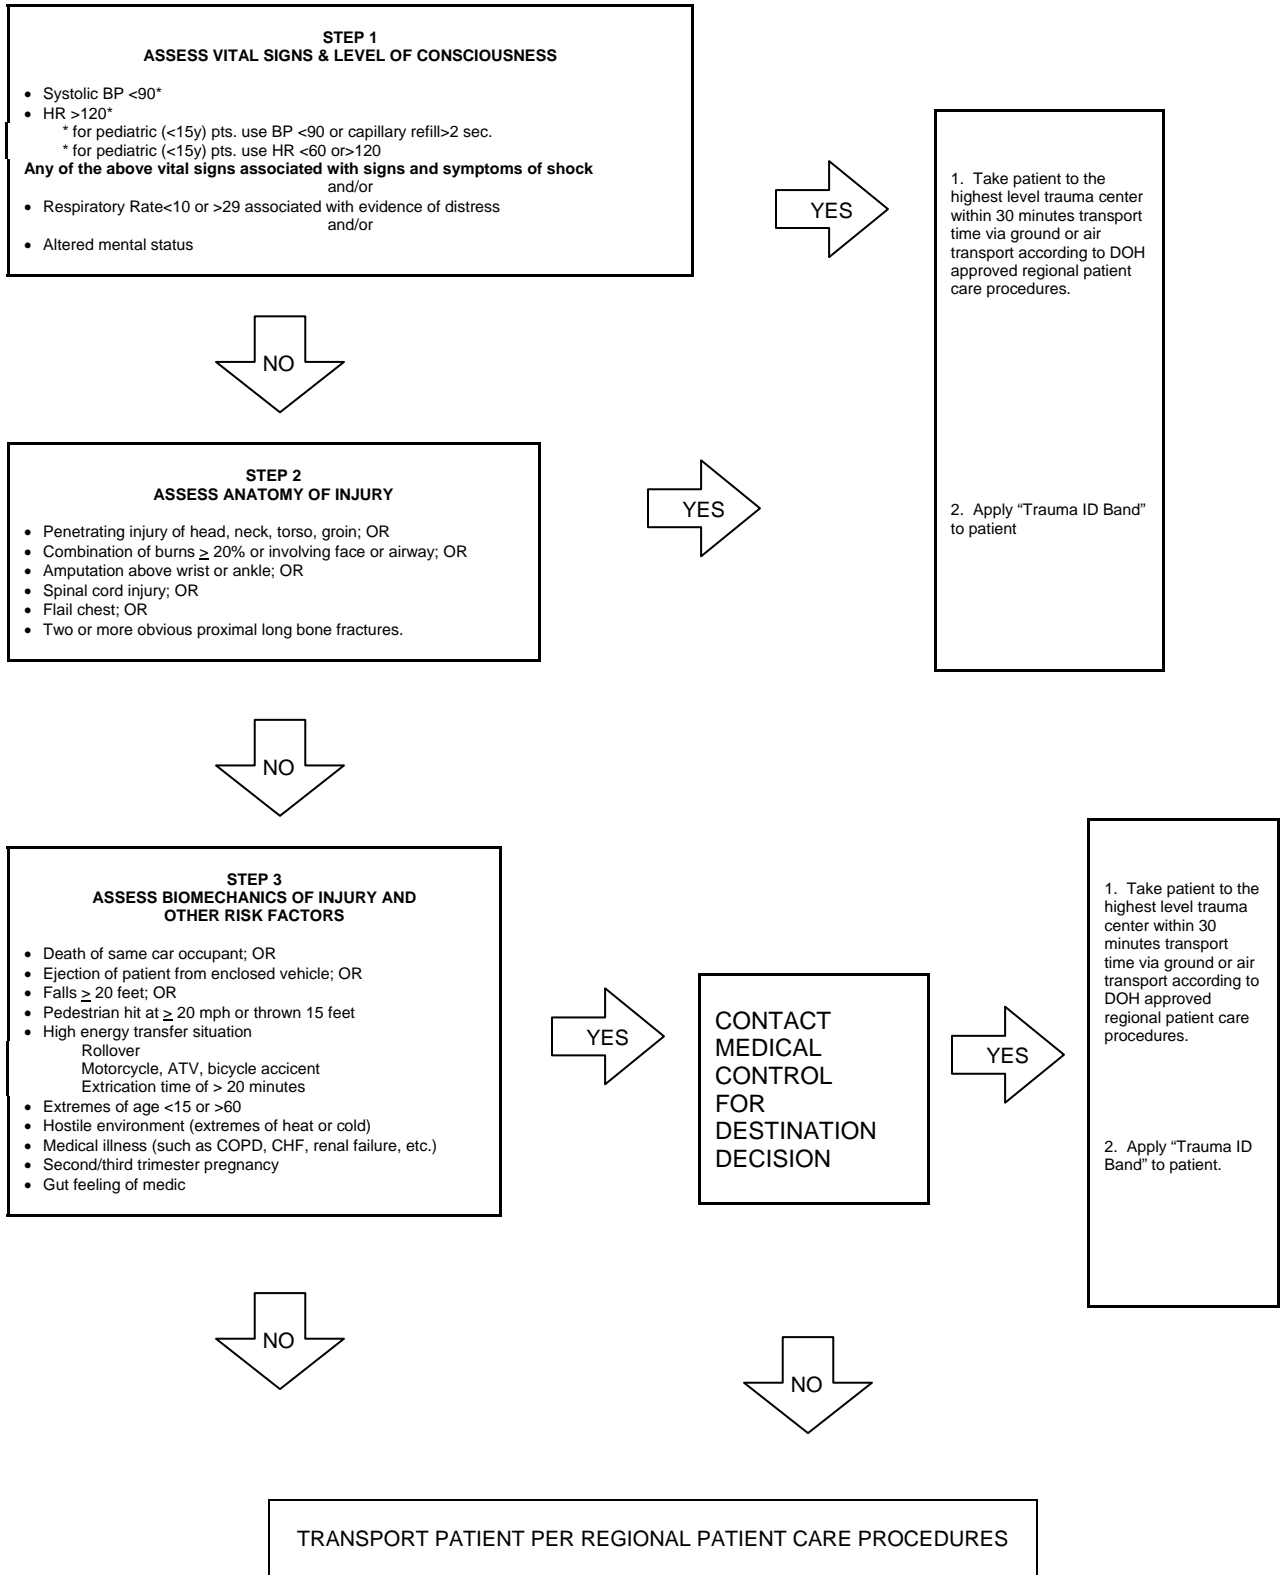 STEP 1
ASSESS VITAL SIGNS & LEVEL OF CONSCIOUSNESS
• Systolic BP <90*
• HR >120*
* for pediatric (<15y) pts. use BP <90 or capillary refill>2 sec.
* for pediatric (<15y) pts. use HR <60 or>120
Any of the above vital signs associated with signs and symptoms of shock
and/or
• Respiratory Rate<10 or >29 associated with evidence of distress
and/or
• Altered mental status
YES
1. Take patient to the
highest level trauma center
within 30 minutes transport
time via ground or air
transport according to DOH
approved regional patient
care procedures.
2. Apply “Trauma ID Band”
to patient
NO
STEP 2
ASSESS ANATOMY OF INJURY
• Penetrating injury of head, neck, torso, groin; OR
• Combination of burns ≥ 20% or involving face or airway; OR
• Amputation above wrist or ankle; OR
• Spinal cord injury; OR
• Flail chest; OR
• Two or more obvious proximal long bone fractures.
YES
NO
STEP 3
ASSESS BIOMECHANICS OF INJURY AND
OTHER RISK FACTORS
• Death of same car occupant; OR
• Ejection of patient from enclosed vehicle; OR
• Falls ≥ 20 feet; OR
• Pedestrian hit at ≥ 20 mph or thrown 15 feet
• High energy transfer situation
Rollover
Motorcycle, ATV, bicycle accicent
Extrication time of > 20 minutes
• Extremes of age <15 or >60
• Hostile environment (extremes of heat or cold)
• Medical illness (such as COPD, CHF, renal failure, etc.)
• Second/third trimester pregnancy
• Gut feeling of medic
YES
CONTACT
MEDICAL
CONTROL
FOR
DESTINATION
DECISION
YES
1. Take patient to the
highest level trauma
center within 30
minutes transport
time via ground or air
transport according to
DOH approved
regional patient care
procedures.
2. Apply “Trauma ID
Band” to patient.
NO
NO
TRANSPORT PATIENT PER REGIONAL PATIENT CARE PROCEDURES